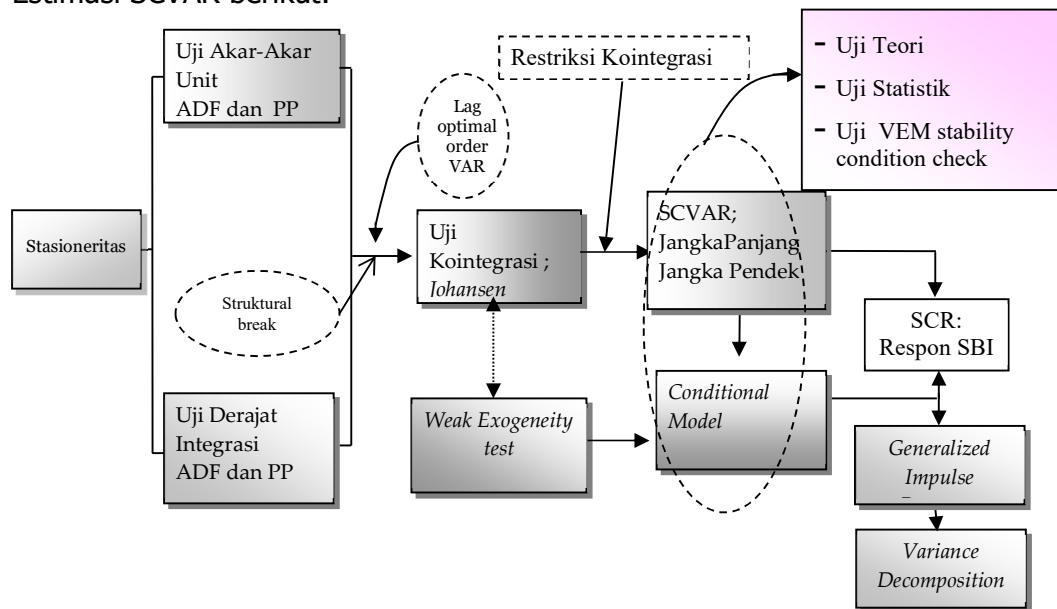 Estimasi SCVAR berikut.
Uji Akar-Akar
Unit
ADF dan PP
Restriksi Kointegrasi
- Uji Teori
- Uji Statistik
- Uji VEM stability
condition check
Lag
optimal
order
VAR
Stasioneritas
Uji
Kointegrasi ;
Johansen
SCVAR;
JangkaPanjang
Jangka Pendek
Struktural
break
SCR:
Respon SBI
Uji Derajat
Integrasi
ADF dan PP
Weak Exogeneity
test
Conditional
Model
Generalized
Impulse
Variance
Decomposition